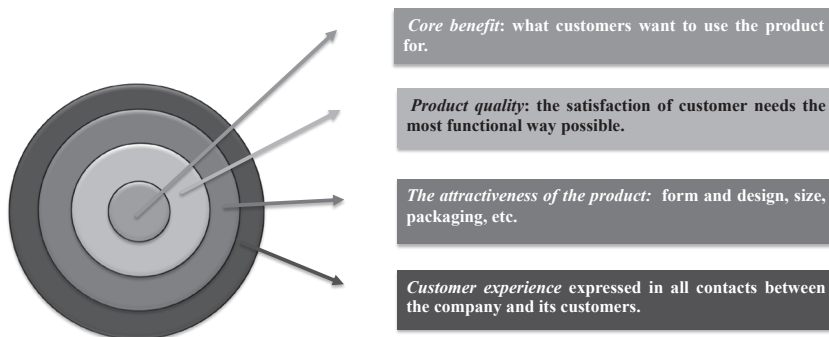 Core benefit: what customers want to use the product
for.
Product quality: the satisfaction of customer needs the
most functional way possible.
The attractiveness of the product: form and design, size,
packaging, etc.
Customer experience expressed in all contacts between
the company and its customers.